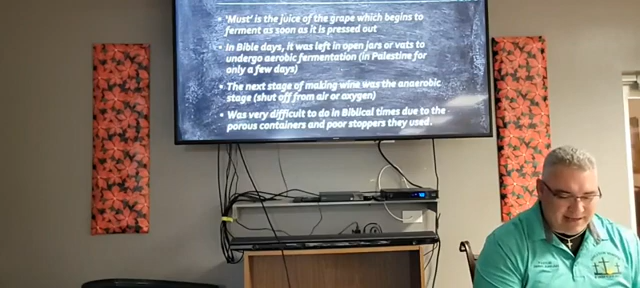 • 'Must' is the juice of the grape which begins to
ferment as soon as it is pressed out
• In Bible days, it was left in open jars or vats to
undergo aerobic fermentation (in Palestine for
only a few days)
• The next stage of making wine was the anaerobic
stage (shut off from air or oxygen)
• Was very difficult to do in Biblical times due to the
porous containers and poor stoppers they used.